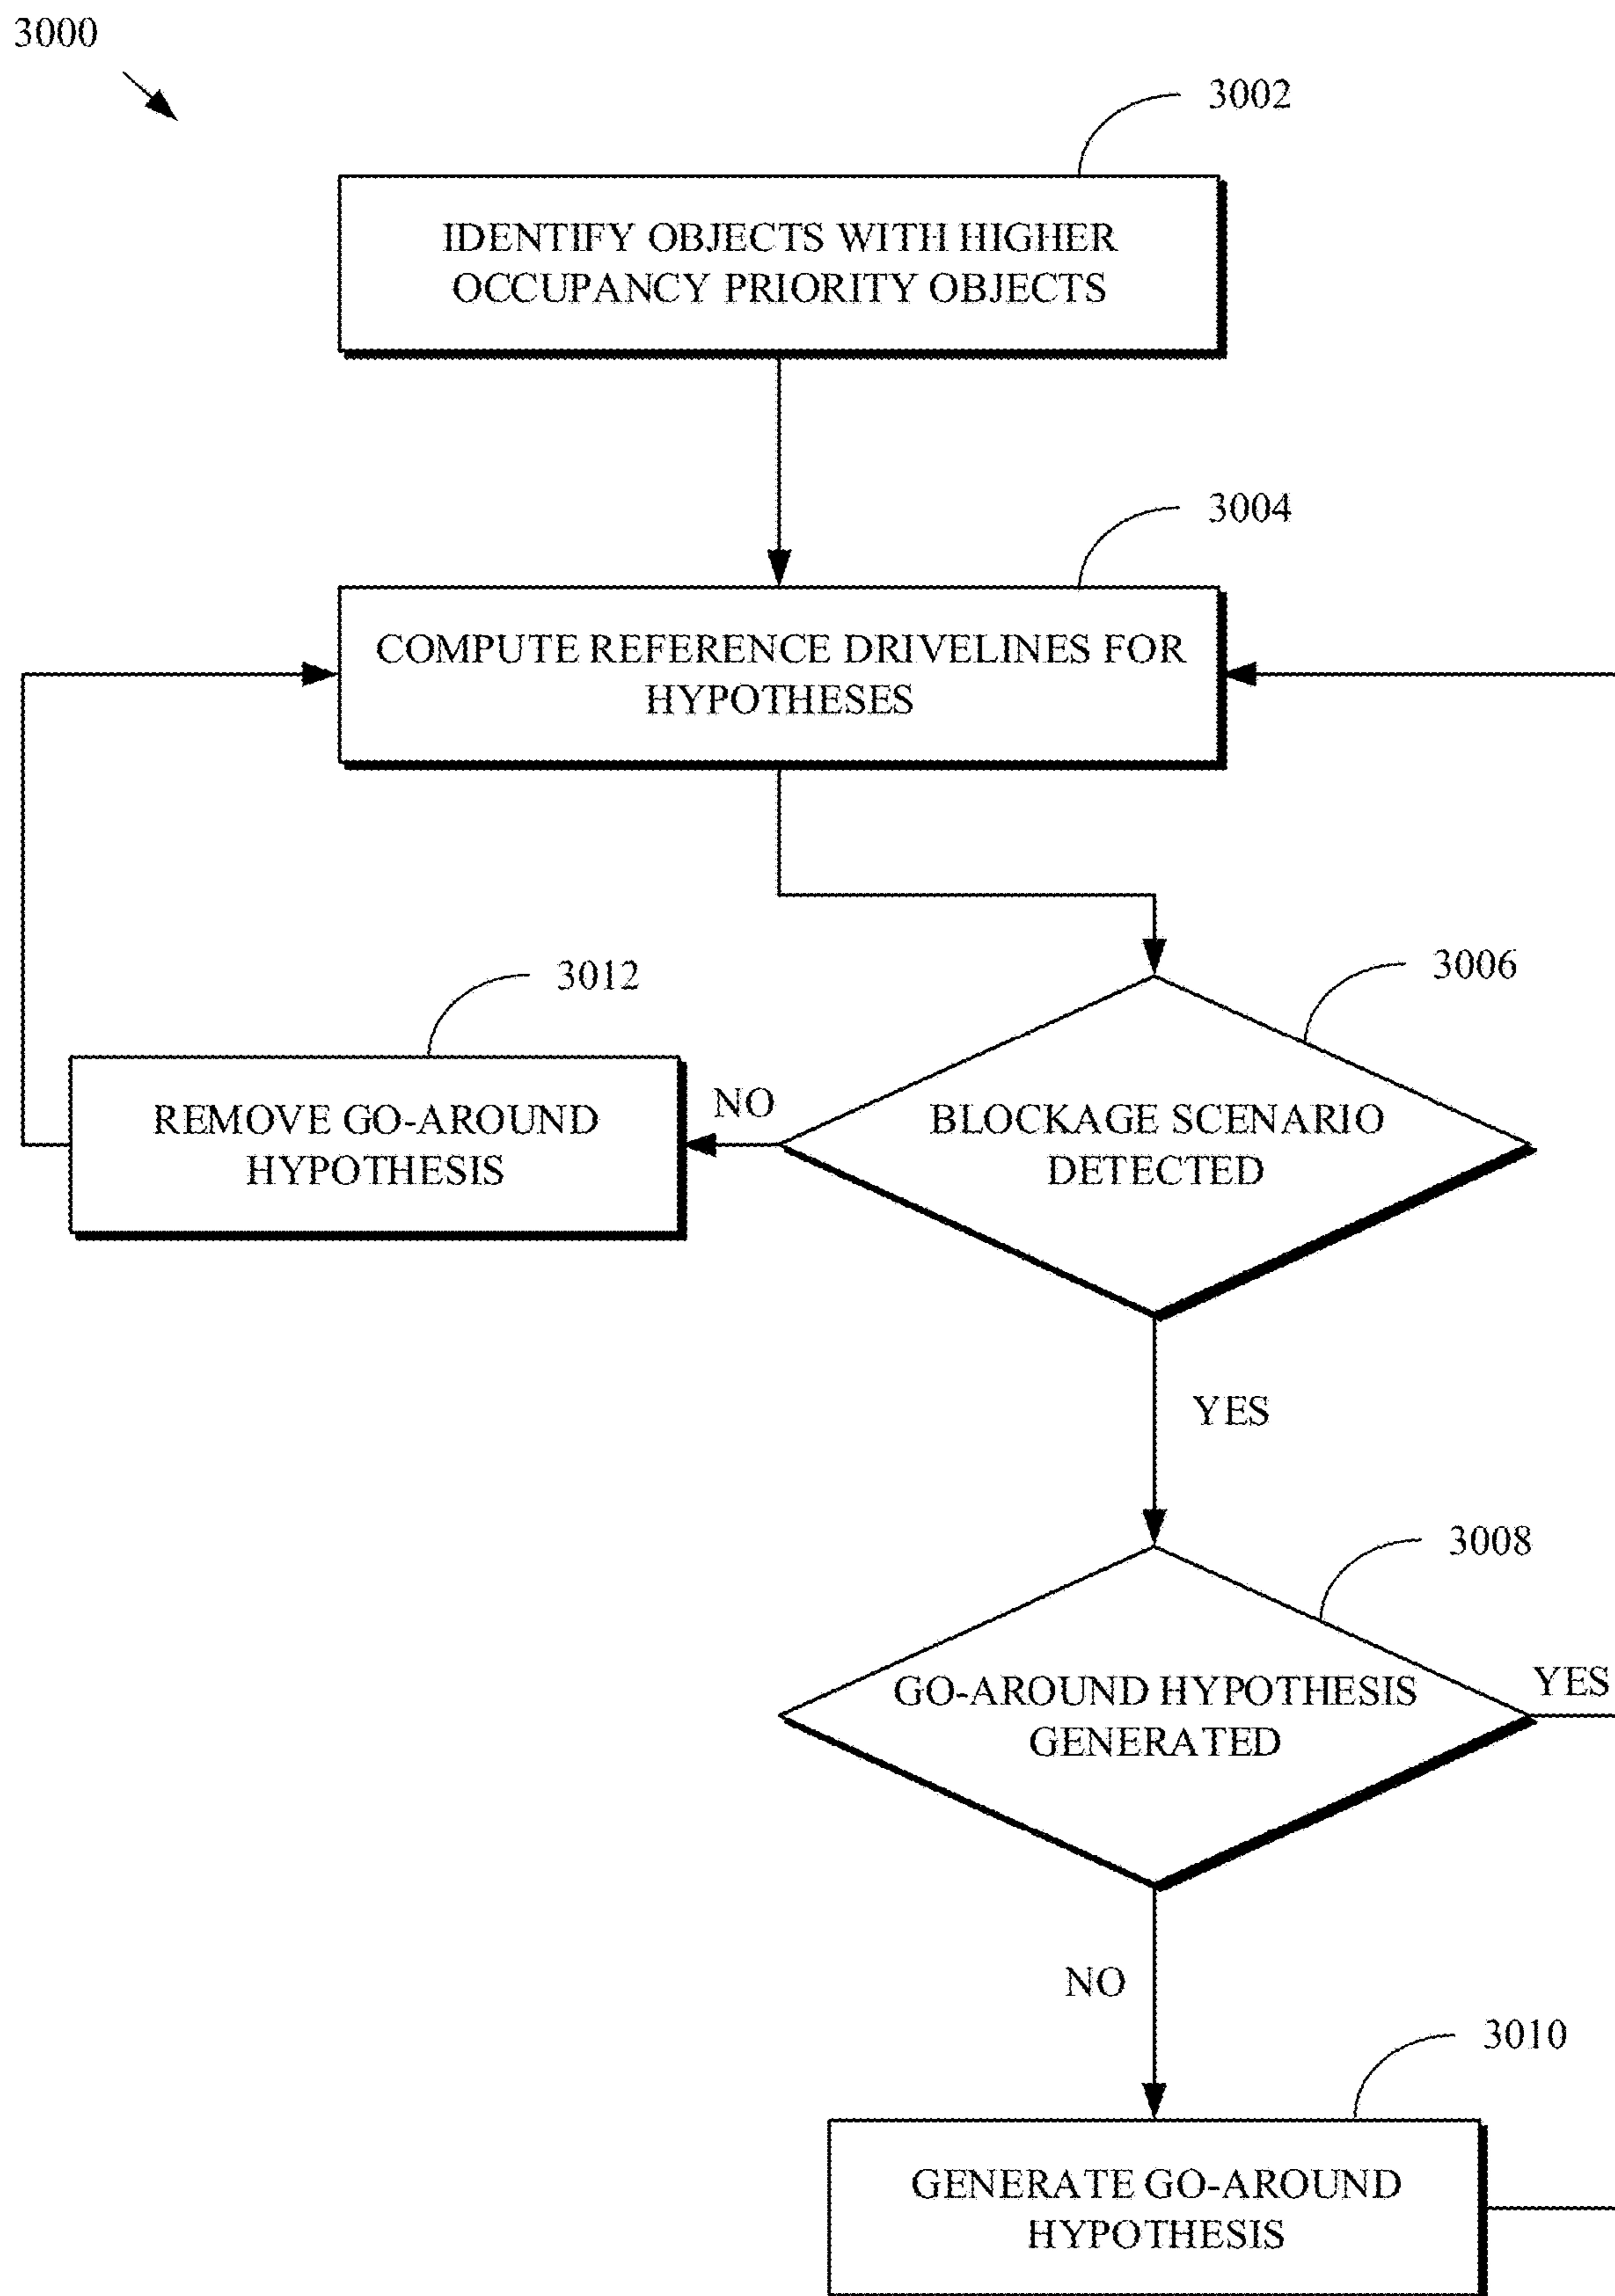 3000
3002
IDENTIFY OBJECTS WITH HIGHER
OCCUPANCY PRIORITY OBJECTS
3004
COMPUTE REFERENCE DRIVELINES FOR
HYPOTHESES
3006
BLOCKAGE SCENARIO
DETECTED
NO
3012
REMOVE GO-AROUND
HYPOTHESIS
YES
3008
GO-AROUND HYPOTHESIS
GENERATED
YES
NO
3010
GENERATE GO-AROUND
HYPOTHESIS